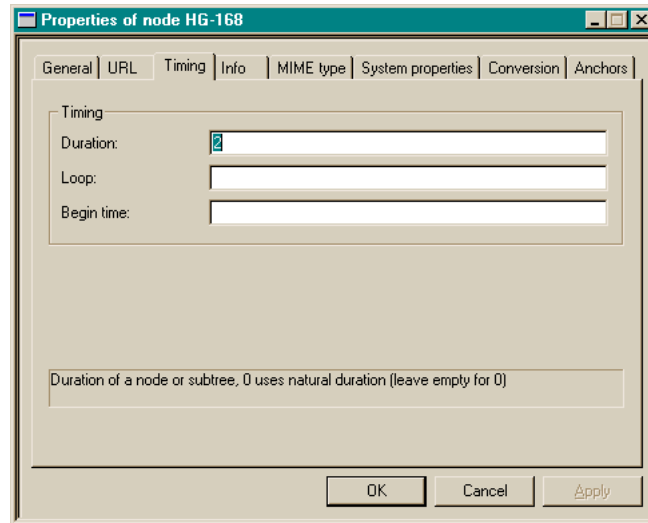 Properties of node HG-168
General URL Timing Info MIME type System properties Conversion Anchors
Timing
Duration: 2
Loop:
Begin time:
Duration of a node or subtree, 0 uses natural duration (leave empty for 0)
OK Cancel Apply